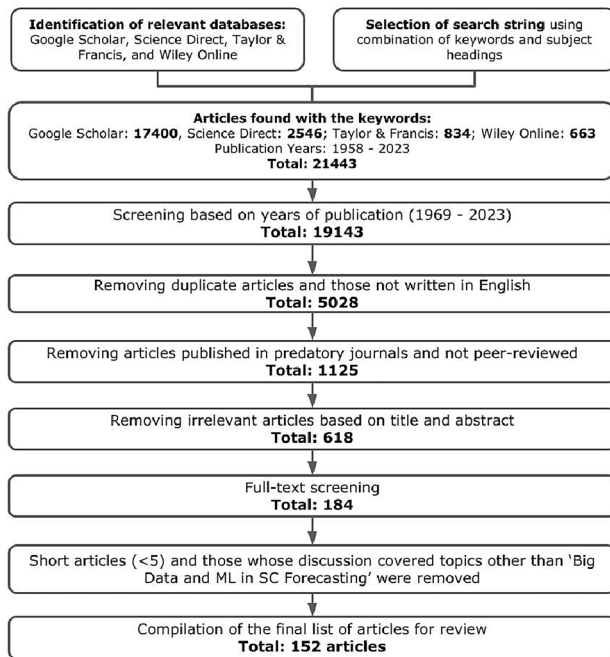 Identification of relevant databases:
Google Scholar, Science Direct, Taylor &
Francis, and Wiley Online
Selection of search string using
combination of keywords and subject
headings
Articles found with the keywords:
Google Scholar: 17400, Science Direct: 2546; Taylor & Francis: 834; Wiley Online: 663
Publication Years: 1958 - 2023
Total: 21443
Screening based on years of publication (1969 - 2023)
Total: 19143
Removing duplicate articles and those not written in English
Total: 5028
Removing articles published in predatory journals and not peer-reviewed
Total: 1125
Removing irrelevant articles based on title and abstract
Total: 618
Full-text screening
Total: 184
Short articles (<5) and those whose discussion covered topics other than ‘Big
Data and ML in SC Forecasting’ were removed
Compilation of the final list of articles for review
Total: 152 articles